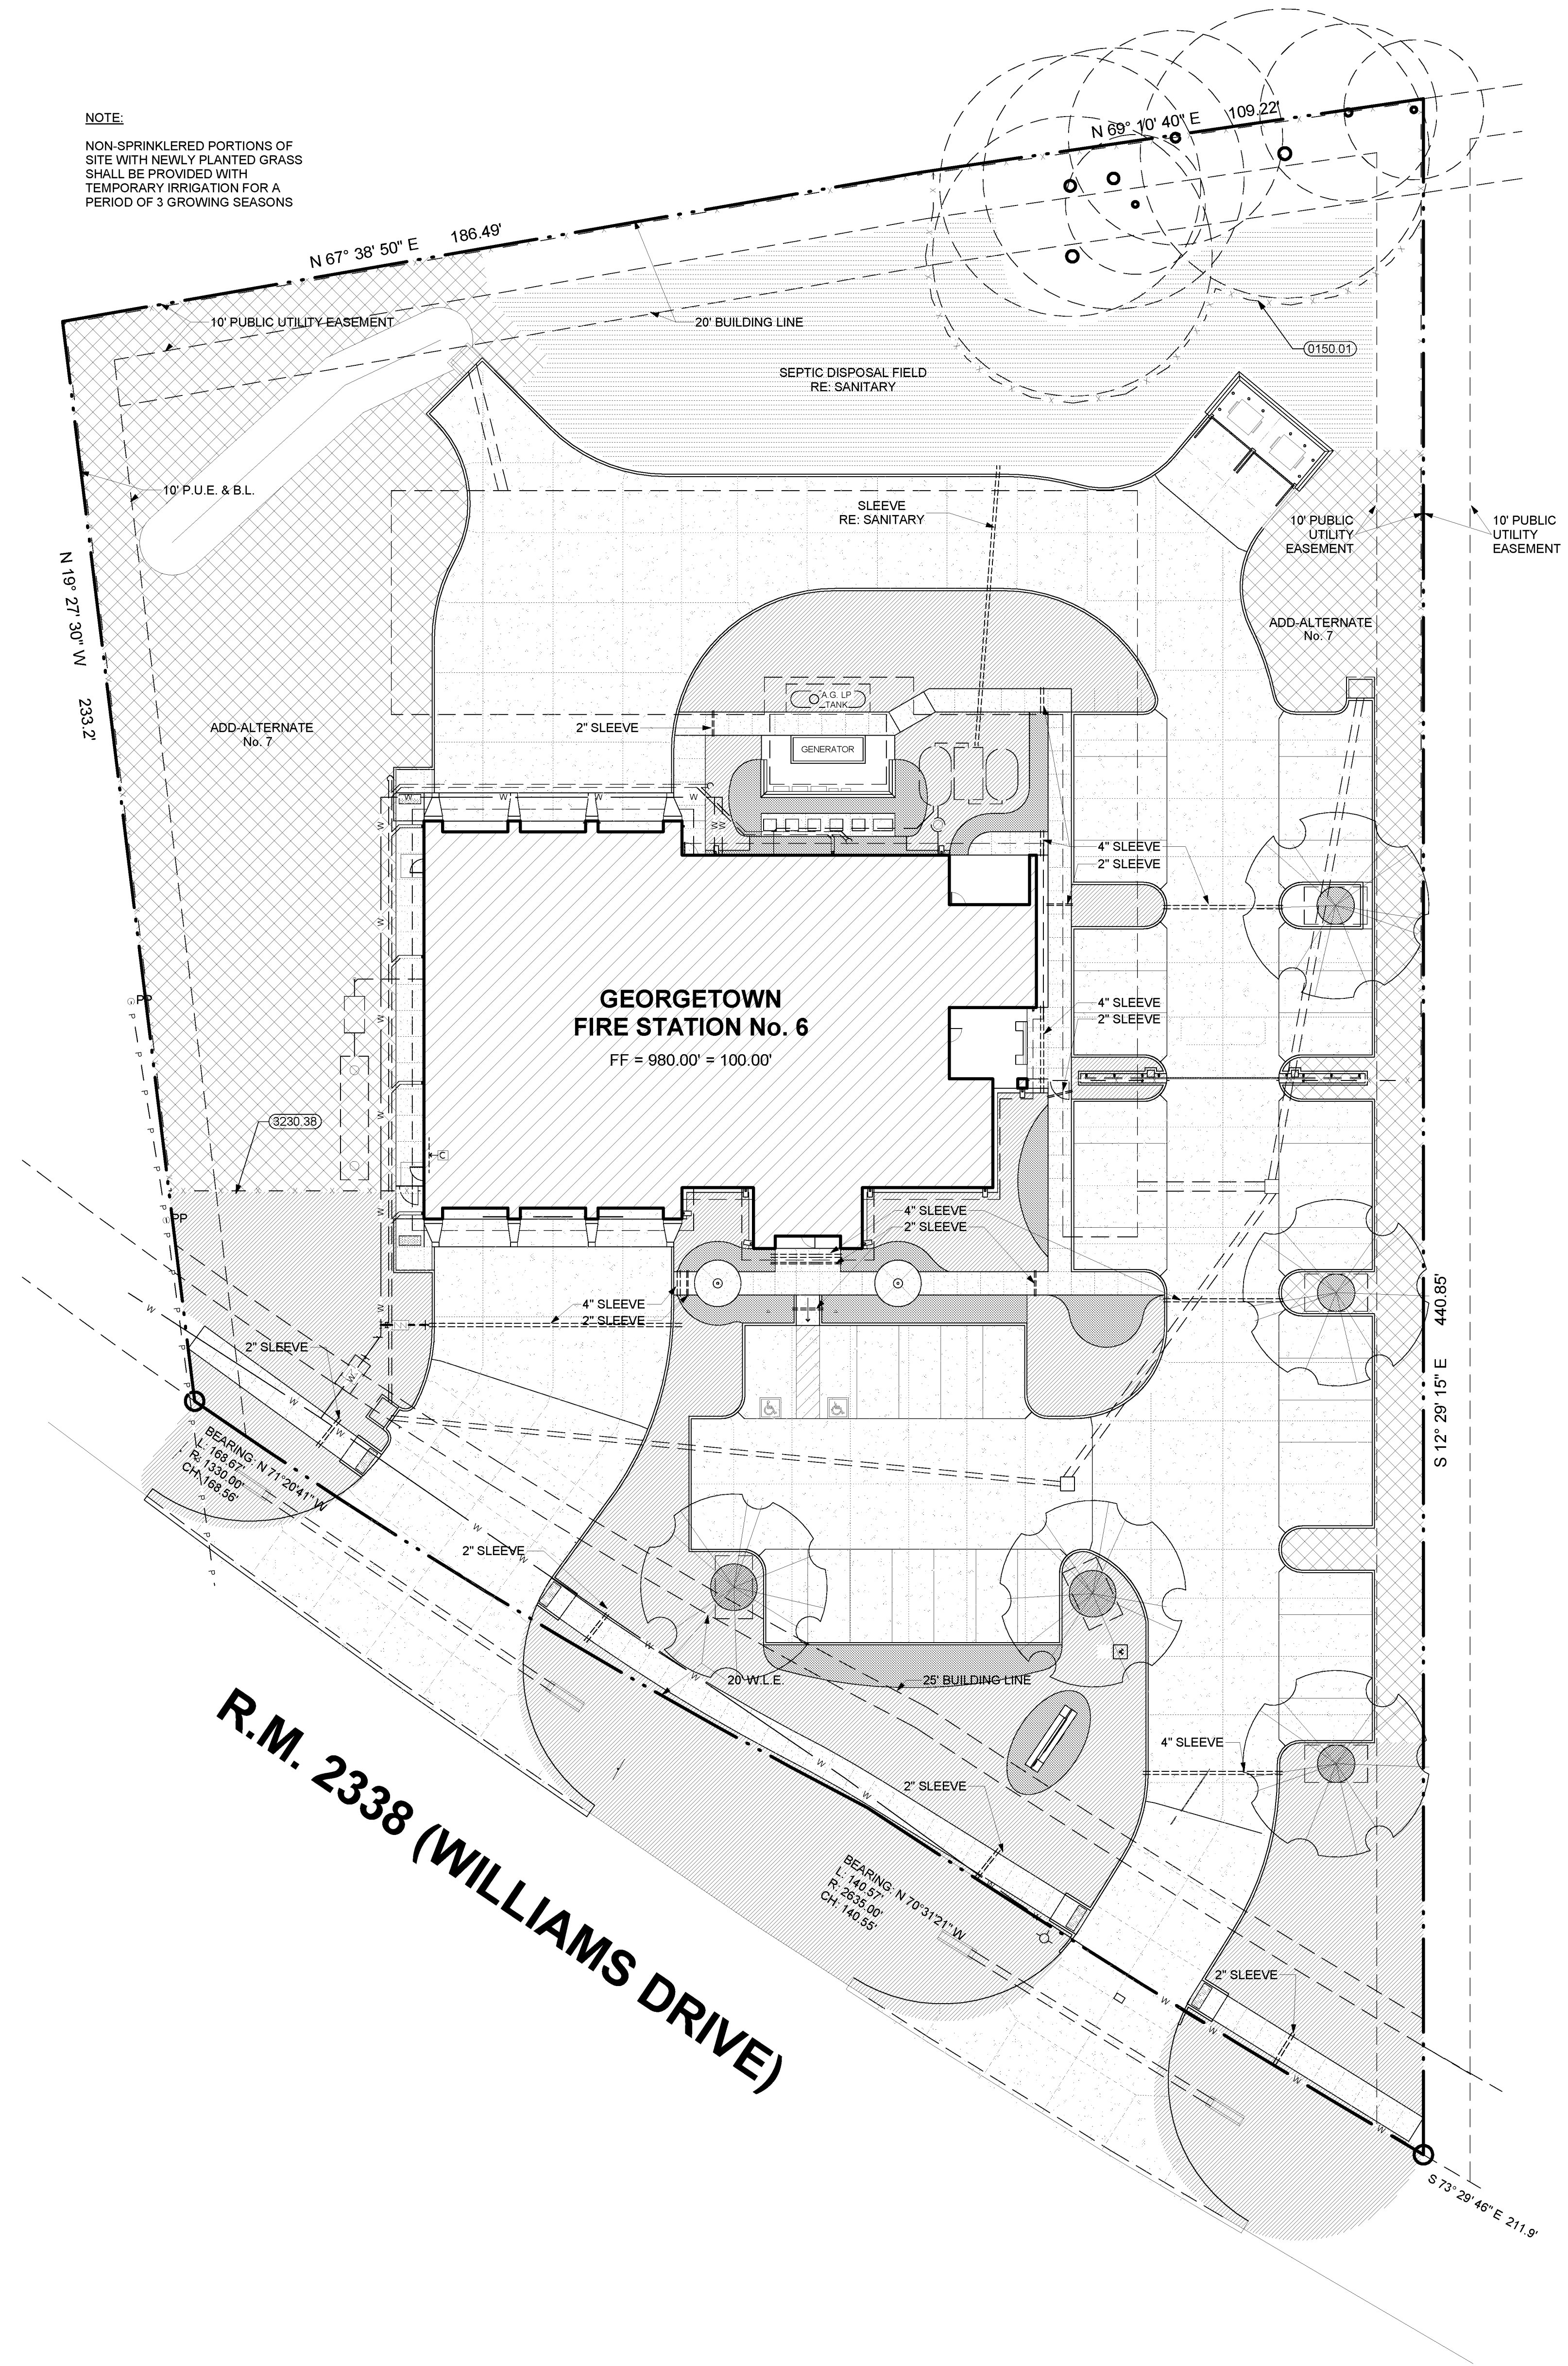 NOTE:
NON-SPRINKLERED PORTIONS OF
SITE WITH NEWLY PLANTED GRASS
SHALL BE PROVIDED WITH
TEMPORARY IRRIGATION FOR A
PERIOD OF 3 GROWING SEASONS
N 69° 10' 40" E 109.22'
N 67° 38' 50" E 186.49'
10' PUBLIC UTILITY EASEMENT
20' BUILDING LINE
0150.01
SEPTIC DISPOSAL FIELD
RE: SANITARY
10' P.U.E. & B.L.
SLEEVE
RE: SANITARY
10' PUBLIC
UTILITY
EASEMENT
10' PUBLIC
UTILITY
EASEMENT
N 19° 27' 30" W 233.2'
ADD-ALTERNATE
No. 7
ADD-ALTERNATE
No. 7
A.G. LP
TANK
2" SLEEVE
GENERATOR
4" SLEEVE
2" SLEEVE
GEORGETOWN
FIRE STATION No. 6
FF = 980.00' = 100.00'
4" SLEEVE
2" SLEEVE
PP
3230.38
C
PP
4" SLEEVE
2" SLEEVE
4" SLEEVE
2" SLEEVE
2" SLEEVE
S 12° 29' 15" E 440.85'
BEARING: N 71°20'41" W
L: 168.67'
R: 1330.00'
CH: 168.56'
2" SLEEVE
20' W.L.E.
25' BUILDING LINE
4" SLEEVE
2" SLEEVE
R.M. 2338 (WILLIAMS DRIVE)
BEARING: N 70°31'21" W
L: 140.57'
R: 2635.00'
CH: 140.55'
2" SLEEVE
S 73° 29' 46" E 211.9'